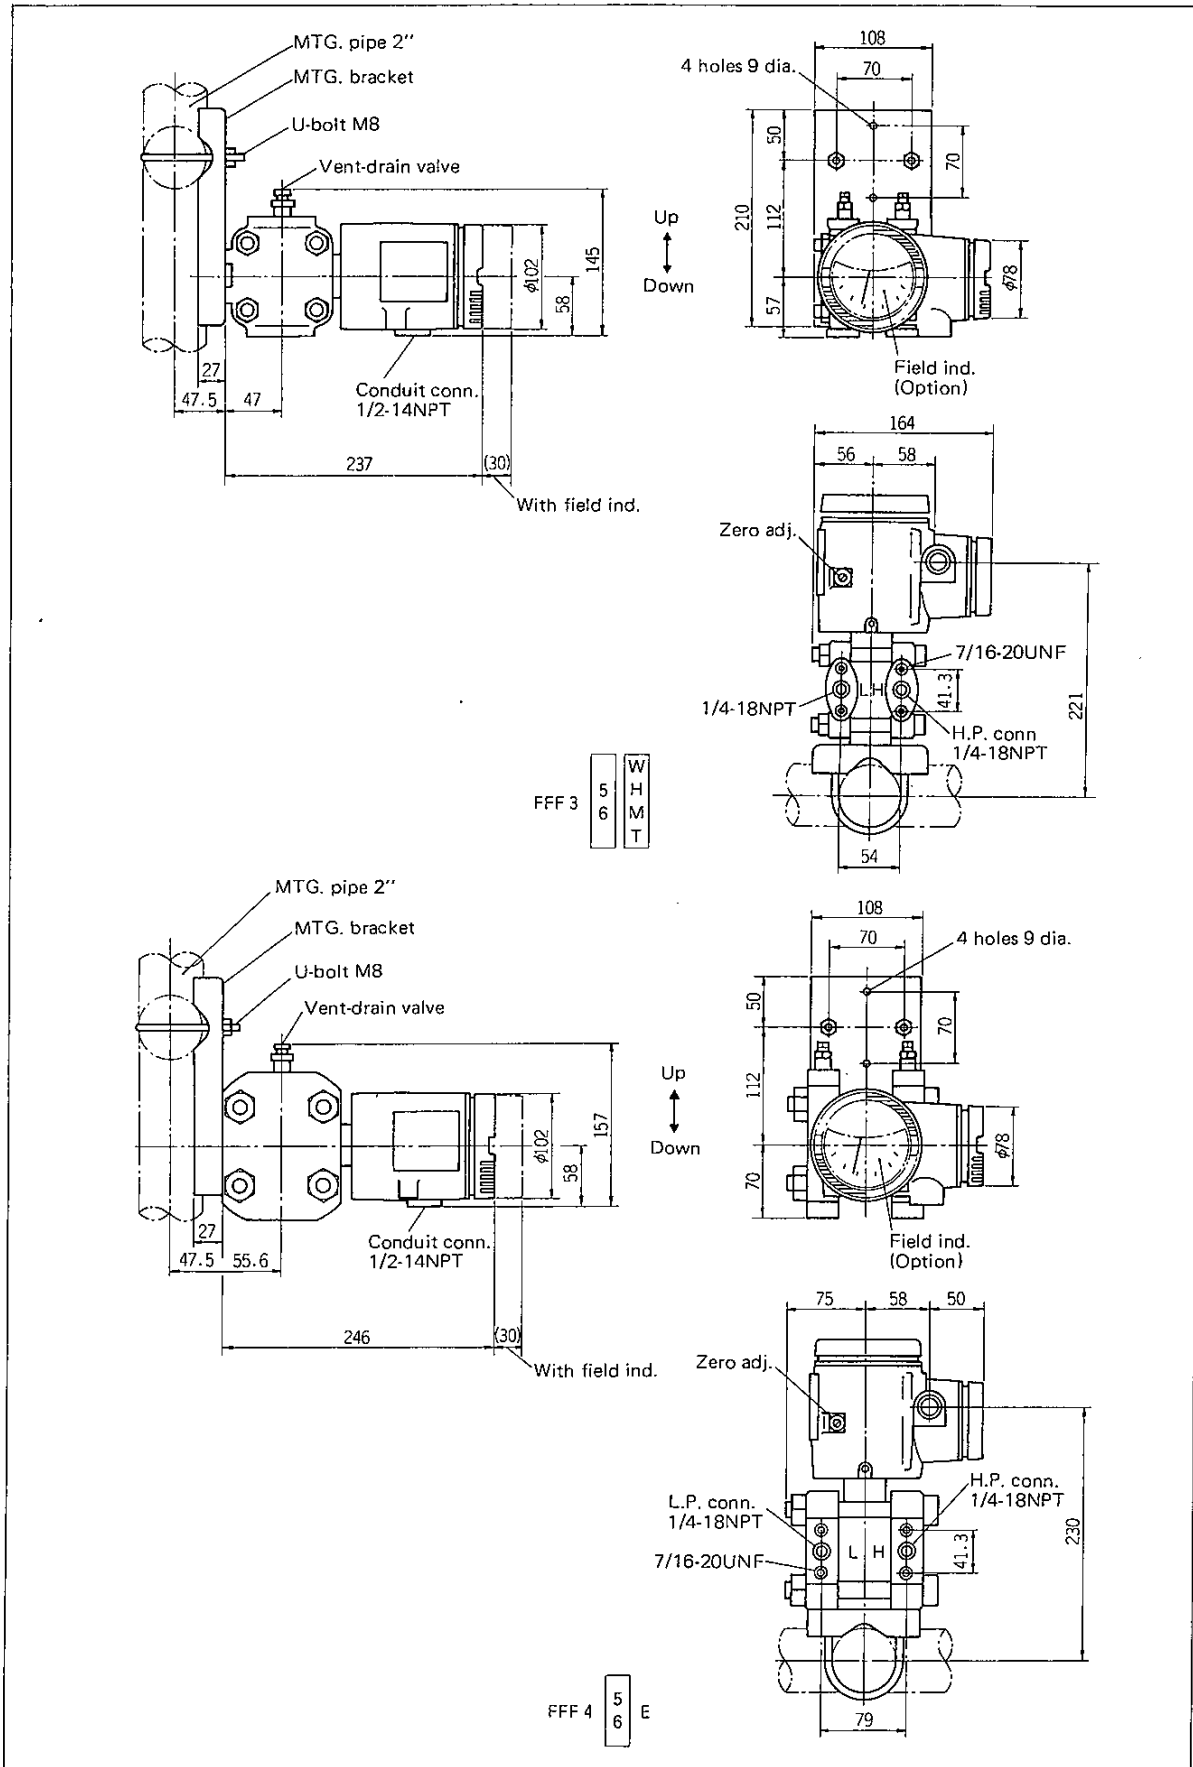 MTG. pipe 2"
MTG. bracket
U-bolt M8
Vent-drain valve
145
φ102
58
27
47.5
47
Conduit conn.
1/2-14NPT
237
(30)
With field ind.
108
4 holes 9 dia.
70
50
70
210
112
Up
Down
57
φ78
Field ind.
(Option)
164
56
58
Zero adj.
7/16-20UNF
L H
41.3
1/4-18NPT
221
H.P. conn
1/4-18NPT
54
FFF 3
5
6
W
H
M
T
MTG. pipe 2"
MTG. bracket
U-bolt M8
Vent-drain valve
157
φ102
58
27
47.5
55.6
Conduit conn.
1/2-14NPT
246
(30)
With field ind.
108
70
4 holes 9 dia.
50
70
112
Up
Down
70
φ78
Field ind.
(Option)
75
58
50
Zero adj.
H.P. conn.
1/4-18NPT
L.P. conn.
1/4-18NPT
L H
41.3
230
7/16-20UNF
79
FFF 4
5
6
E